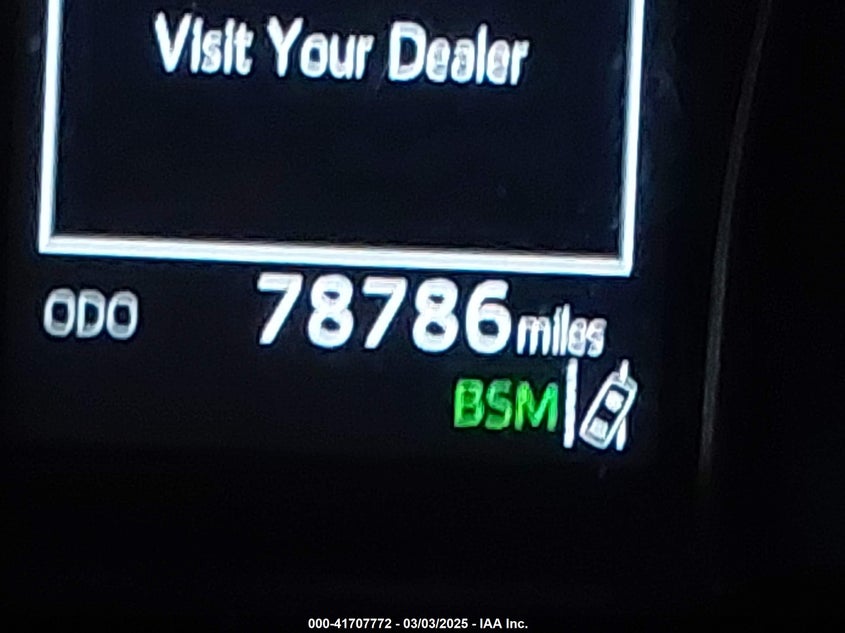 Visit Your Dealer
ODO 78786 miles
BSM
000-41707772 - 03/03/2025 - IAA Inc.